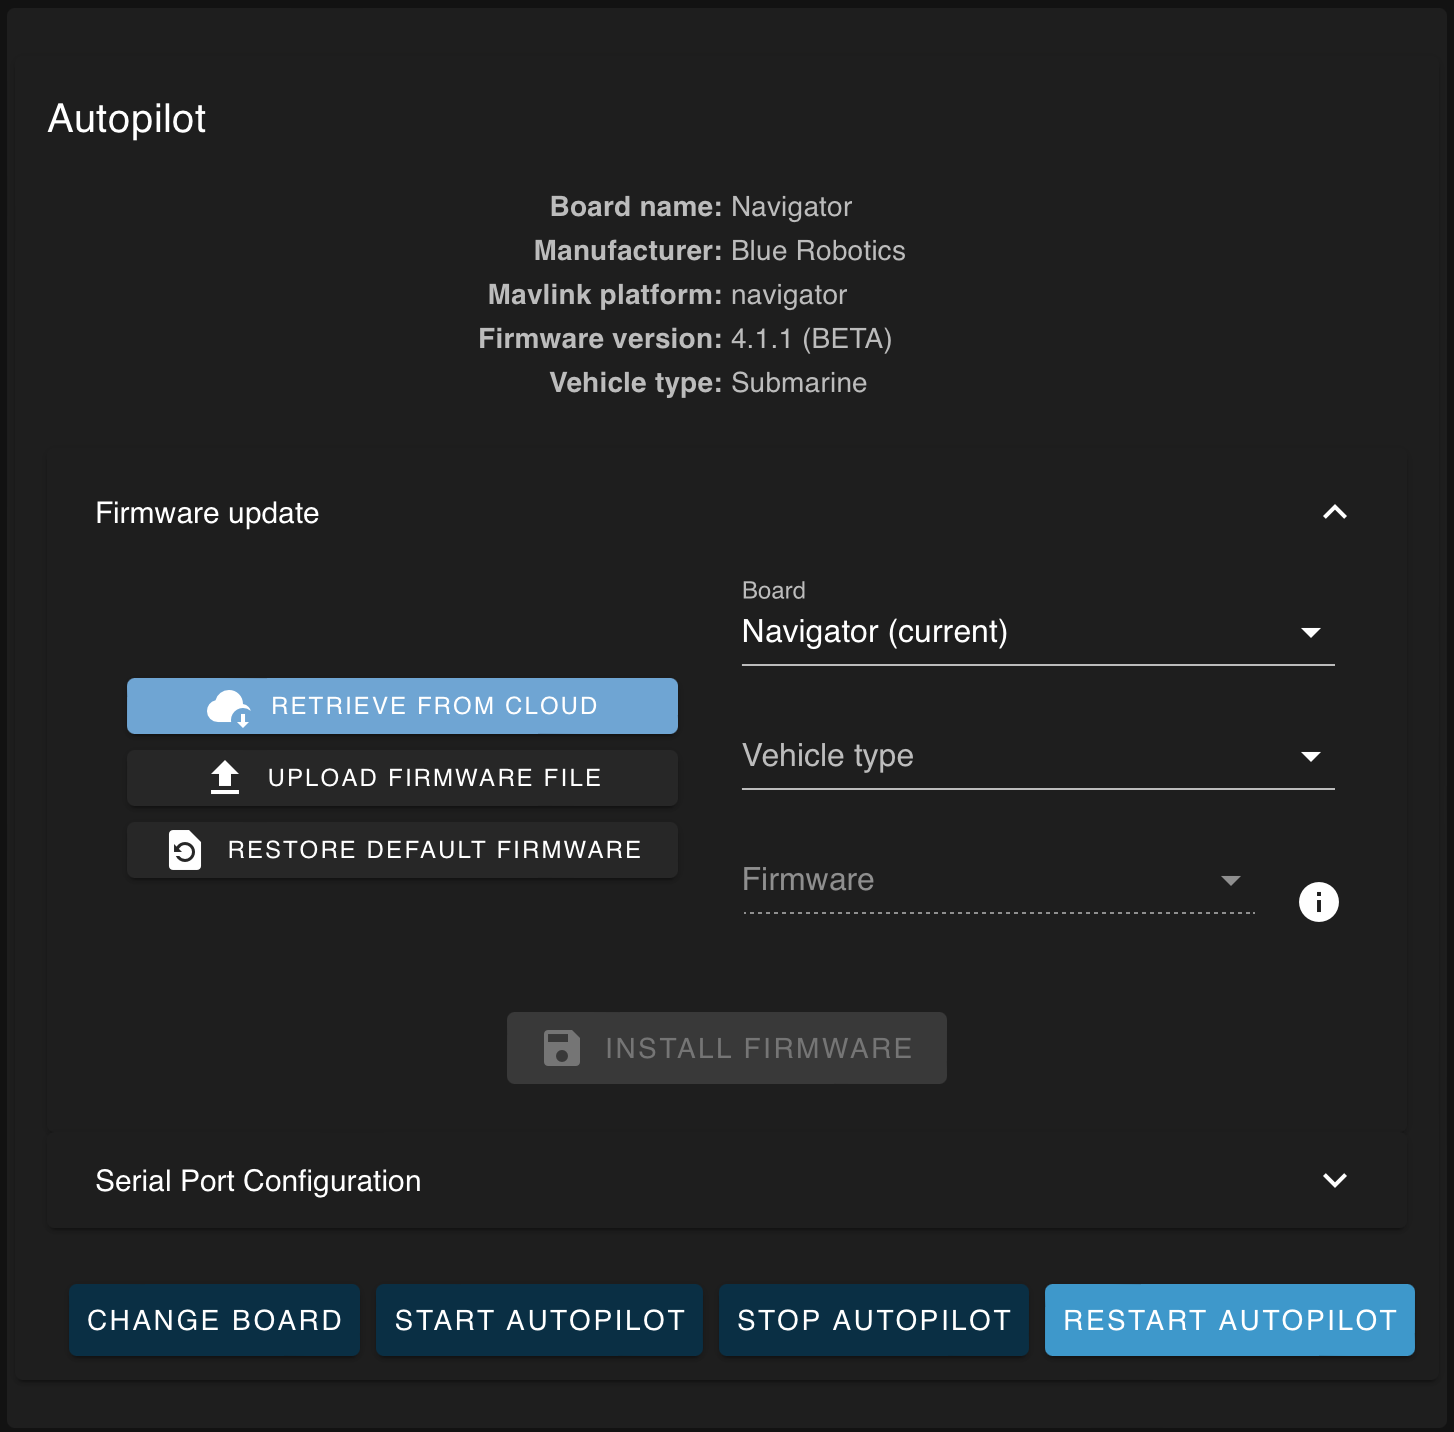 Autopilot
Board name: Navigator
Manufacturer: Blue Robotics
Mavlink platform: navigator
Firmware version: 4.1.1 (BETA)
Vehicle type: Submarine
Firmware update
Board
Navigator (current)
RETRIEVE FROM CLOUD
Vehicle type
UPLOAD FIRMWARE FILE
RESTORE DEFAULT FIRMWARE
Firmware
INSTALL FIRMWARE
Serial Port Configuration
CHANGE BOARD START AUTOPILOT STOP AUTOPILOT RESTART AUTOPILOT